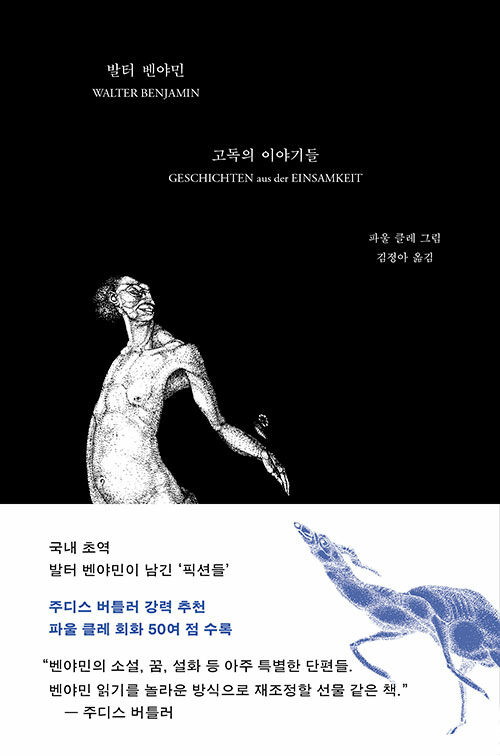 발터 벤야민
WALTER BENJAMIN
고독의 이야기들
GESCHICHTEN aus der EINSAMKEIT
파울 클레 그림
김정아 옮김
국내 초역
발터 벤야민이 남긴 ‘픽션들’
주디스 버틀러 강력 추천
파울 클레 회화 50여 점 수록
“벤야민의 소설, 꿈, 설화 등 아주 특별한 단편들.
벤야민 읽기를 놀라운 방식으로 재조정할 선물 같은 책.”
— 주디스 버틀러